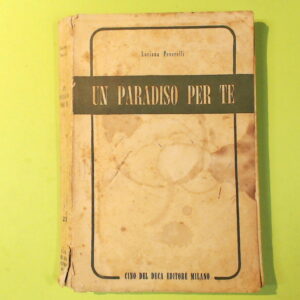 Luciana Peverelli
UN PARADISO PER TE
CINO DEL DUCA EDITORE MILANO